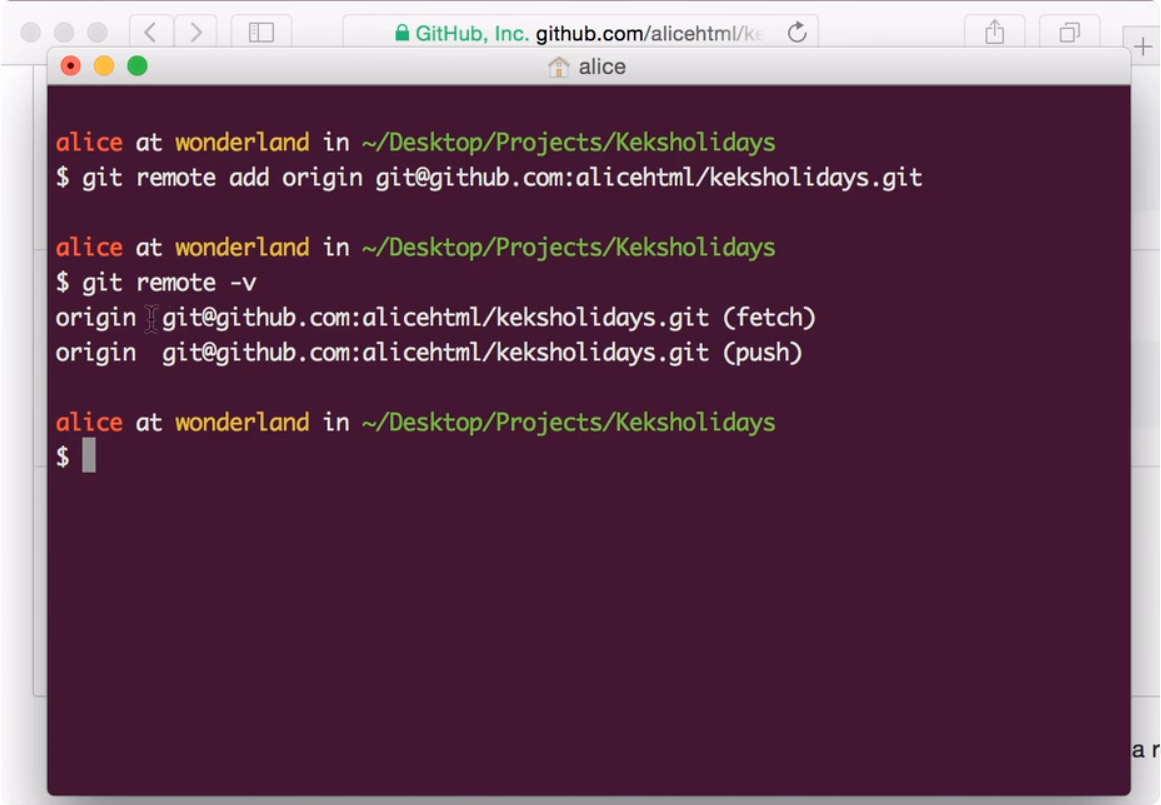 GitHub, Inc. github.com/alicehtml/ke
alice
alice at wonderland in ~/Desktop/Projects/Keksholidays
$ git remote add origin git@github.com:alicehtml/keksholidays.git
alice at wonderland in ~/Desktop/Projects/Keksholidays
$ git remote -v
origin git@github.com:alicehtml/keksholidays.git (fetch)
origin git@github.com:alicehtml/keksholidays.git (push)
alice at wonderland in ~/Desktop/Projects/Keksholidays
$
a r